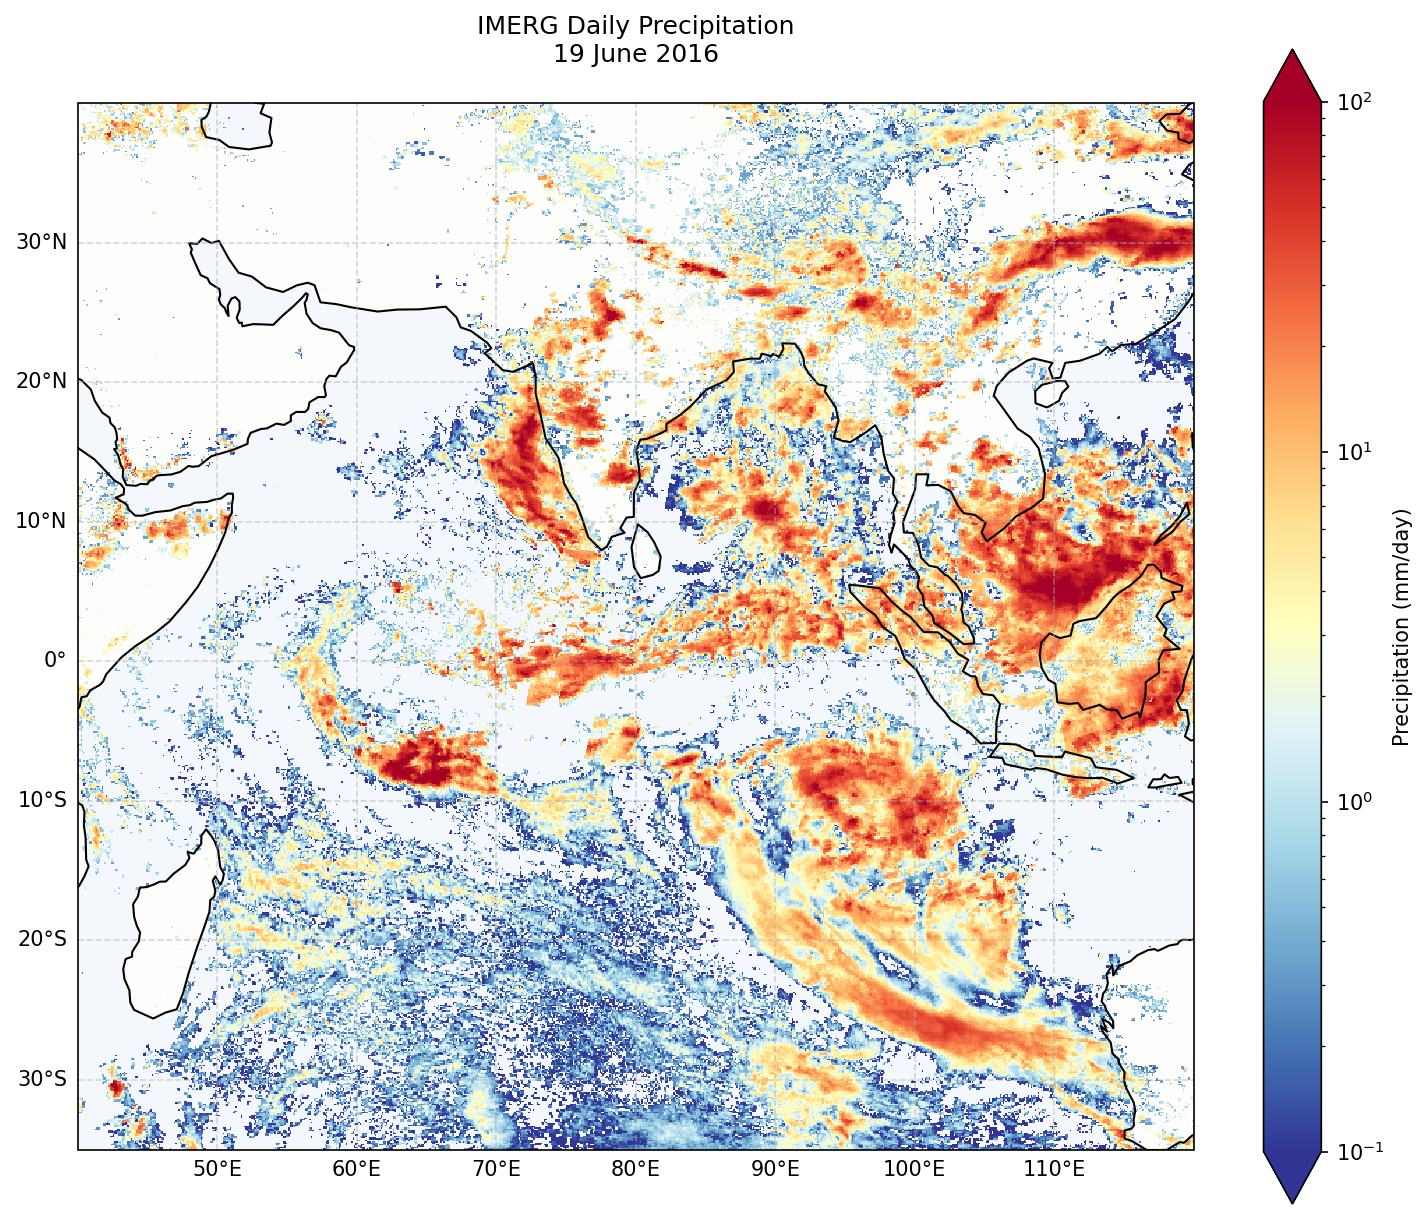 IMERG Daily Precipitation
19 June 2016
30°N
20°N
10°N
0°
10°S
20°S
30°S
50°E 60°E 70°E 80°E 90°E 100°E 110°E
10²
10¹
10⁰
10⁻¹
Precipitation (mm/day)